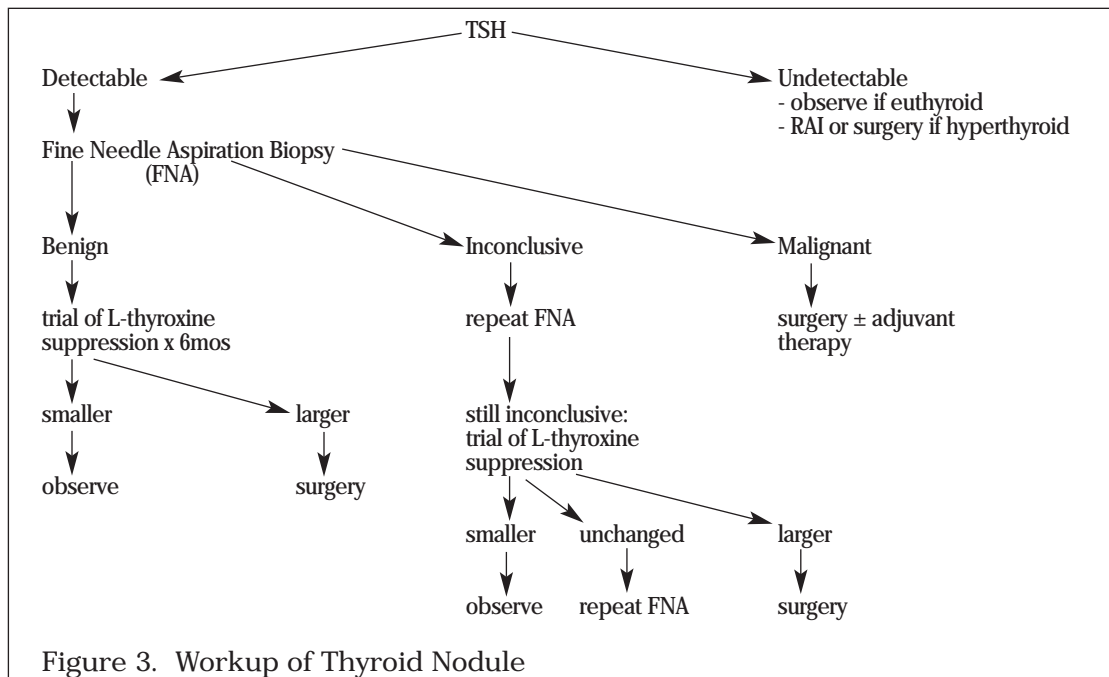 TSH
Detectable
Undetectable
- observe if euthyroid
- RAI or surgery if hyperthyroid
Fine Needle Aspiration Biopsy
(FNA)
Benign
Inconclusive
Malignant
trial of L-thyroxine
suppression x 6mos
repeat FNA
surgery ± adjuvant
therapy
smaller
larger
still inconclusive:
trial of L-thyroxine
suppression
observe
surgery
smaller
unchanged
larger
observe
repeat FNA
surgery
Figure 3. Workup of Thyroid Nodule